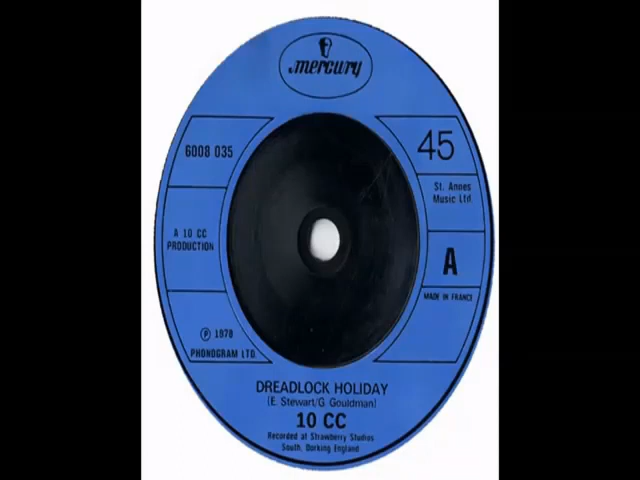 mercury
6008 035
45
St. Annes
Music Ltd.
A 10 CC
PRODUCTION
A
MADE IN FRANCE
℗ 1978
PHONOGRAM LTD.
DREADLOCK HOLIDAY
(E. Stewart/G. Gouldman)
10 CC
Recorded at Strawberry Studios
South, Dorking England